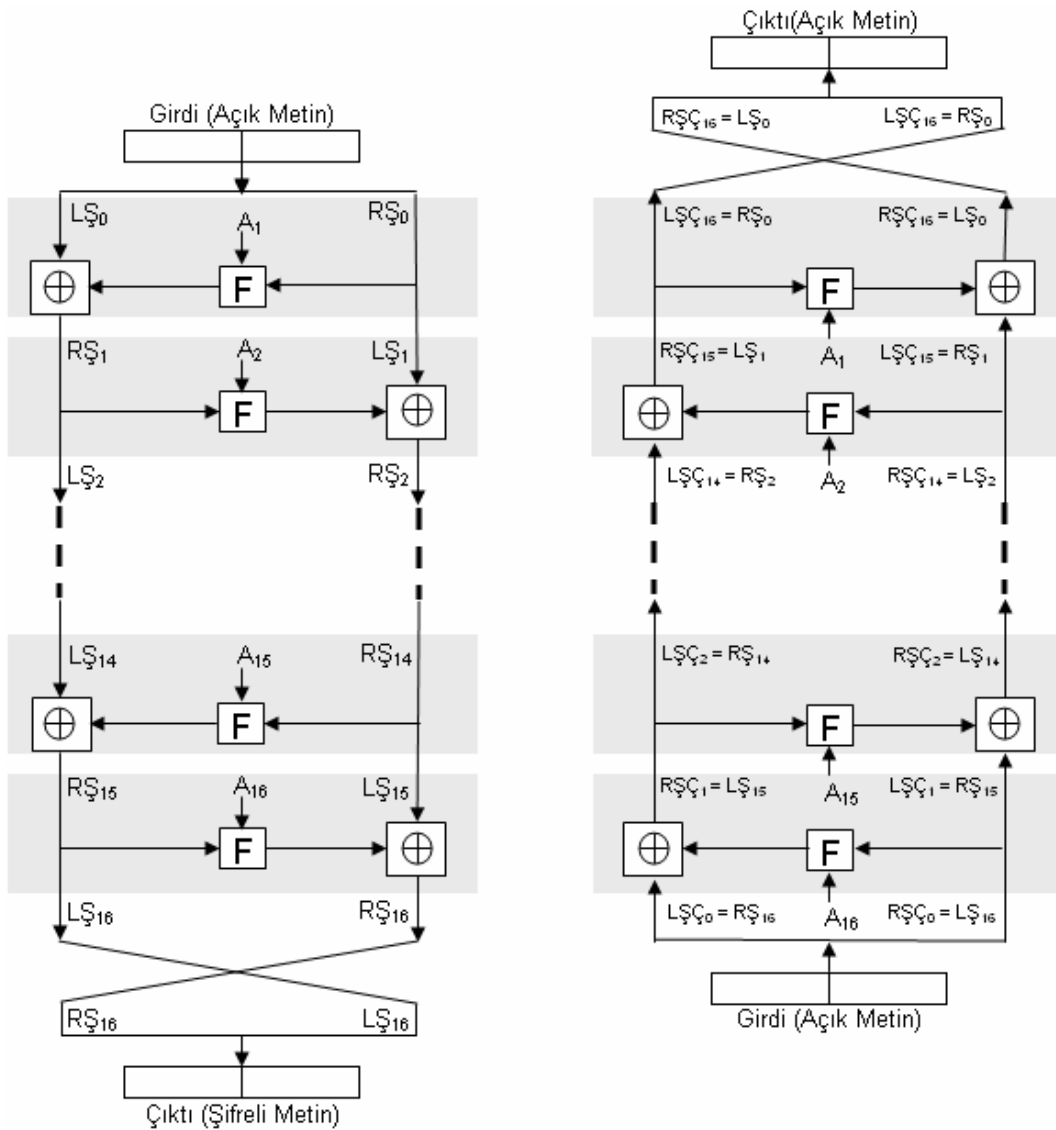 Girdi (Açık Metin)
LŞ₀
RŞ₀
A₁
⊕
F
RŞ₁
A₂
LŞ₁
F
⊕
LŞ₂
RŞ₂
LŞ₁₄
A₁₅
RŞ₁₄
⊕
F
RŞ₁₅
A₁₆
LŞ₁₅
F
⊕
LŞ₁₆
RŞ₁₆
RŞ₁₆
LŞ₁₆
Çıktı (Şifreli Metin)
Çıktı(Açık Metin)
RŞÇ₁₆ = LŞ₀
LŞÇ₁₆ = RŞ₀
LŞÇ₁₆ = RŞ₀
RŞÇ₁₆ = LŞ₀
F
⊕
RŞÇ₁₅ = LŞ₁
A₁
LŞÇ₁₅ = RŞ₁
⊕
F
LŞÇ₁₄ = RŞ₂
A₂
RŞÇ₁₄ = LŞ₂
LŞÇ₂ = RŞ₁₄
RŞÇ₂ = LŞ₁₄
F
⊕
RŞÇ₁ = LŞ₁₅
A₁₅
LŞÇ₁ = RŞ₁₅
⊕
F
LŞÇ₀ = RŞ₁₆
A₁₆
RŞÇ₀ = LŞ₁₆
Girdi (Açık Metin)